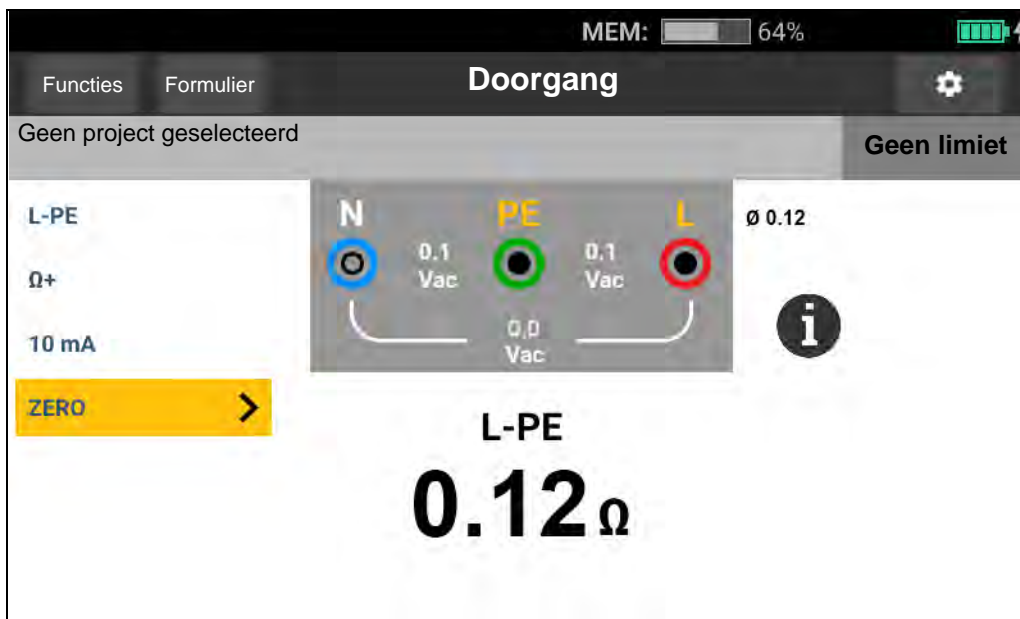 MEM: 64%
Functies Formulier Doorgang
Geen project geselecteerd Geen limiet
L-PE
Ω+
10 mA
ZERO
N PE L
0.1 Vac 0.1 Vac
0,0 Vac
Ø 0.12
i
L-PE
0.12 Ω